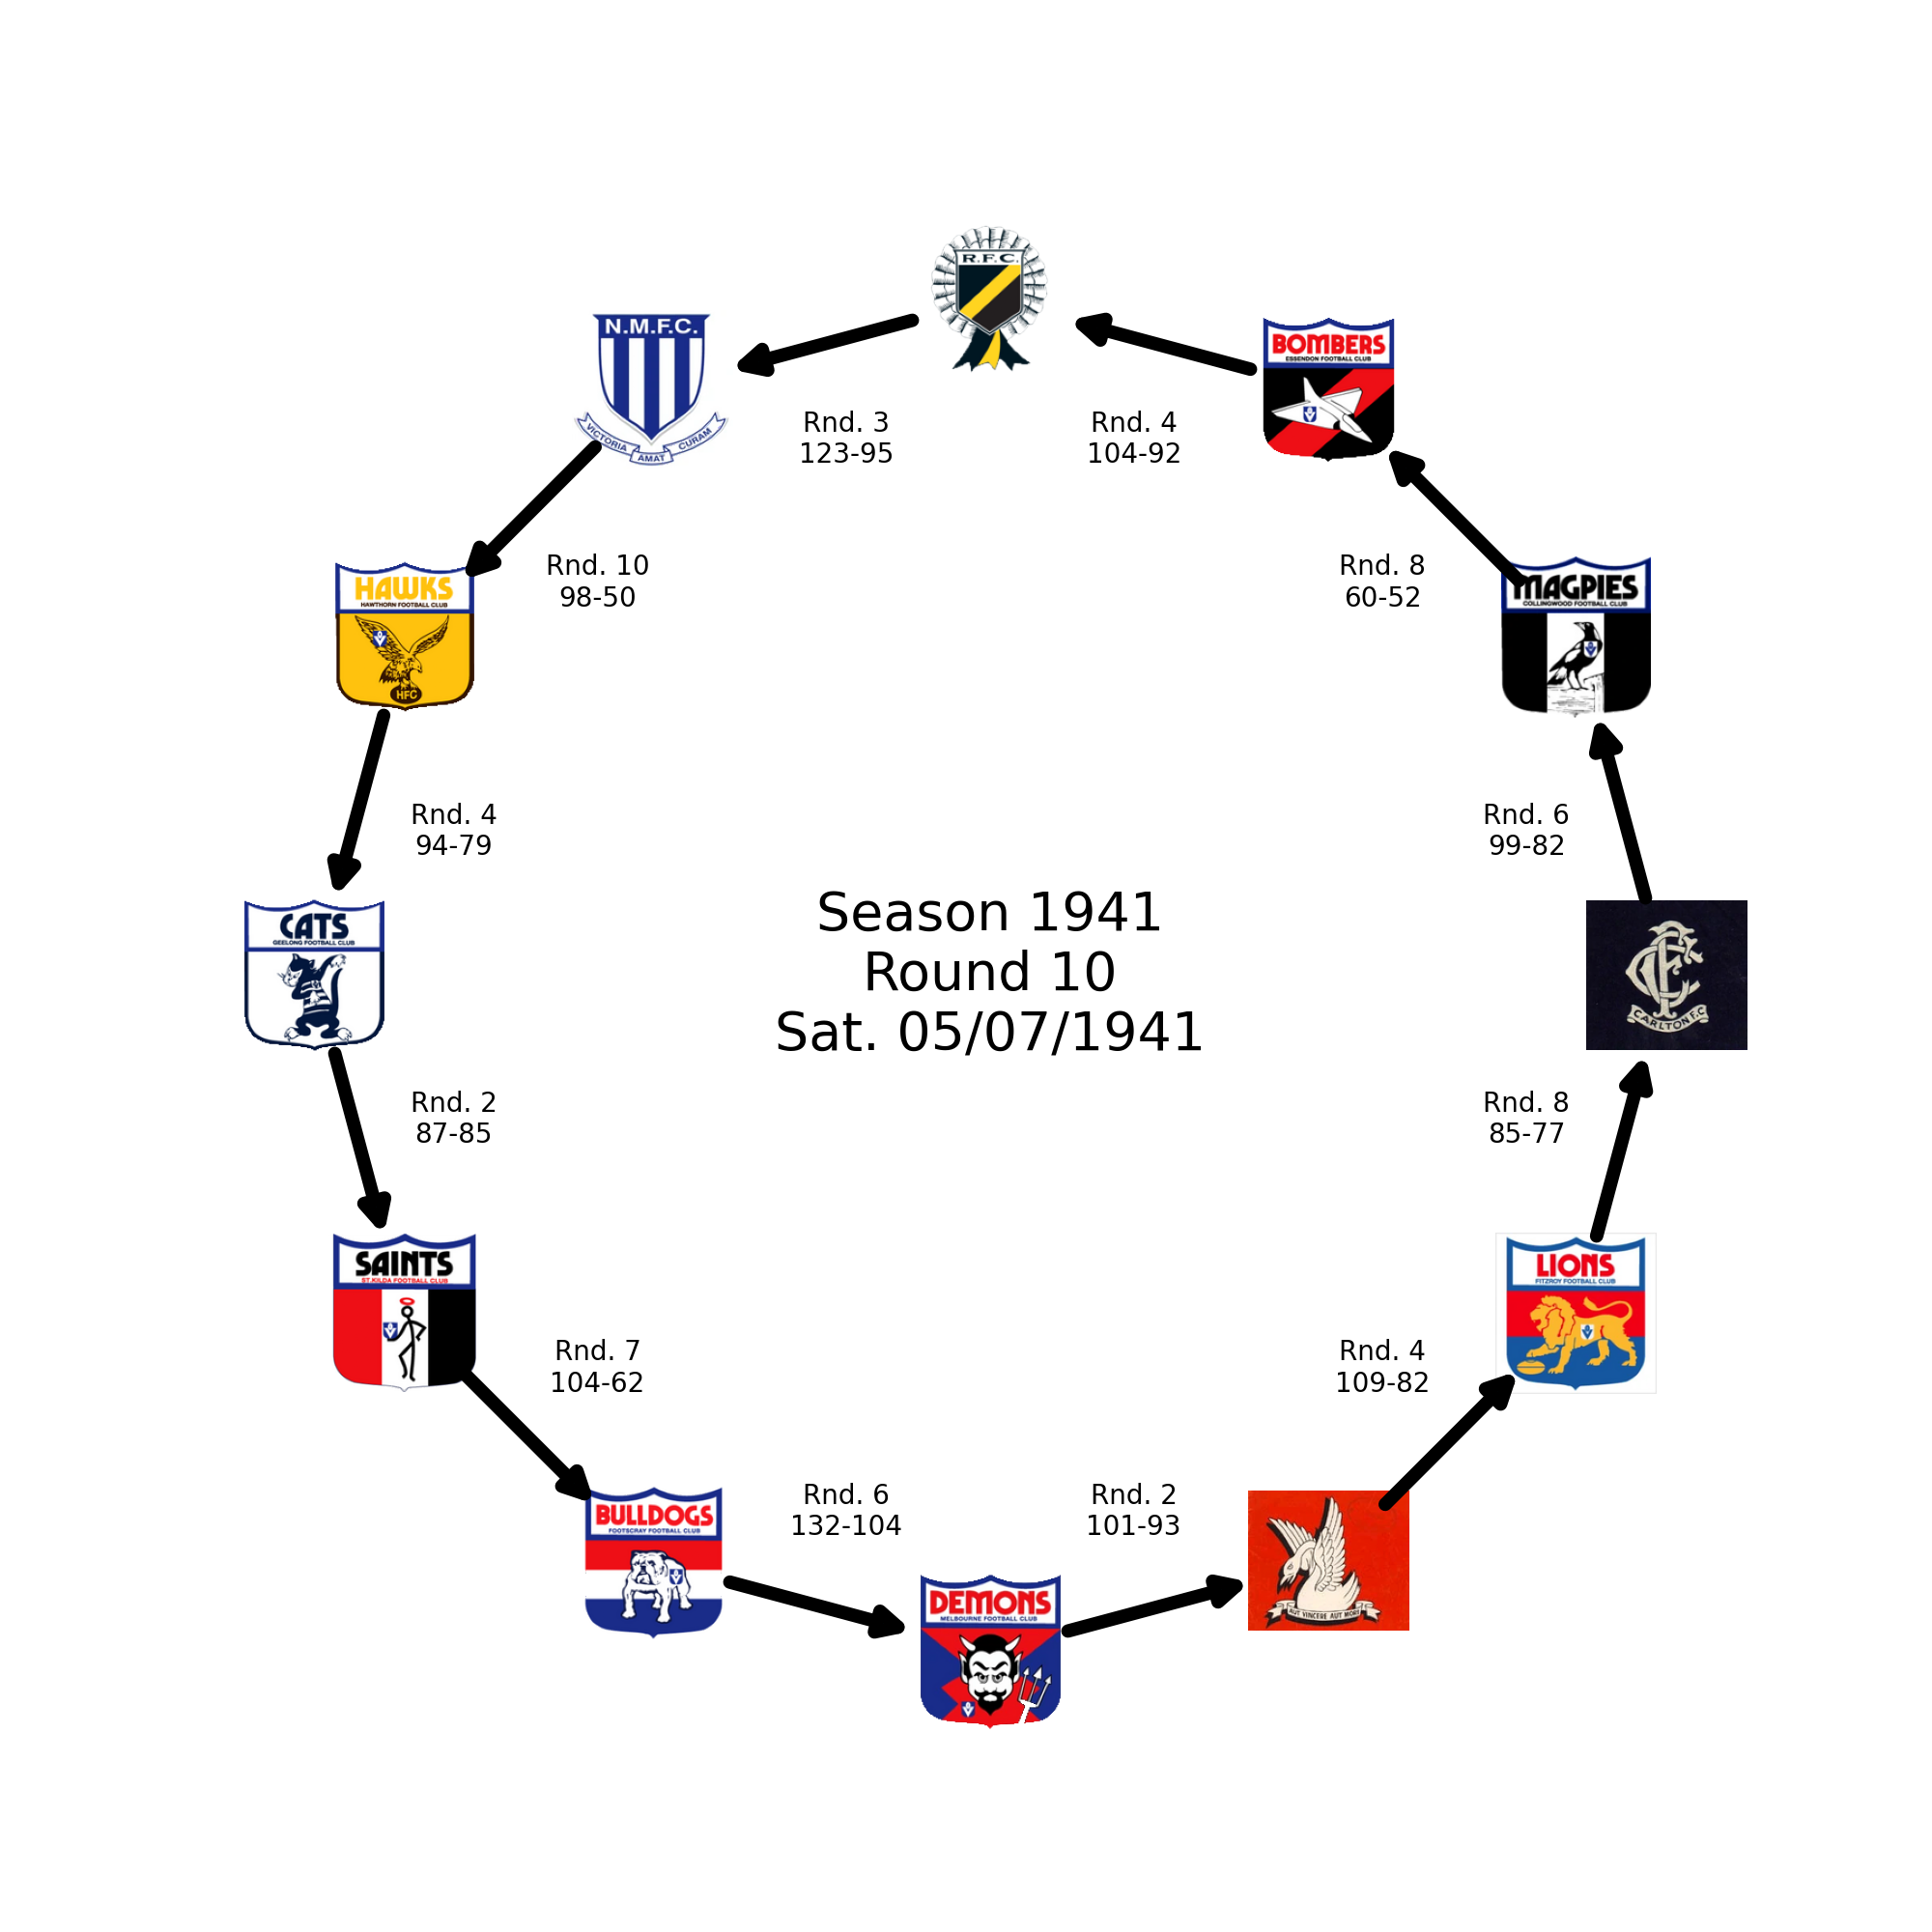 R.F.C.
N.M.F.C.
VICTORIA AMAT CURAM
BOMBERS
ESSENDON FOOTBALL CLUB
Rnd. 3
123-95
Rnd. 4
104-92
Rnd. 10
98-50
Rnd. 8
60-52
HAWKS
HAWTHORN FOOTBALL CLUB
HFC
MAGPIES
COLLINGWOOD FOOTBALL CLUB
Rnd. 4
94-79
Rnd. 6
99-82
CATS
GEELONG FOOTBALL CLUB
Season 1941
Round 10
Sat. 05/07/1941
CFC
CARLTON F.C
Rnd. 2
87-85
Rnd. 8
85-77
SAINTS
ST.KILDA FOOTBALL CLUB
LIONS
FITZROY FOOTBALL CLUB
Rnd. 7
104-62
Rnd. 4
109-82
BULLDOGS
FOOTSCRAY FOOTBALL CLUB
Rnd. 6
132-104
Rnd. 2
101-93
DEMONS
MELBOURNE FOOTBALL CLUB
AUT VINCERE AUT MORI